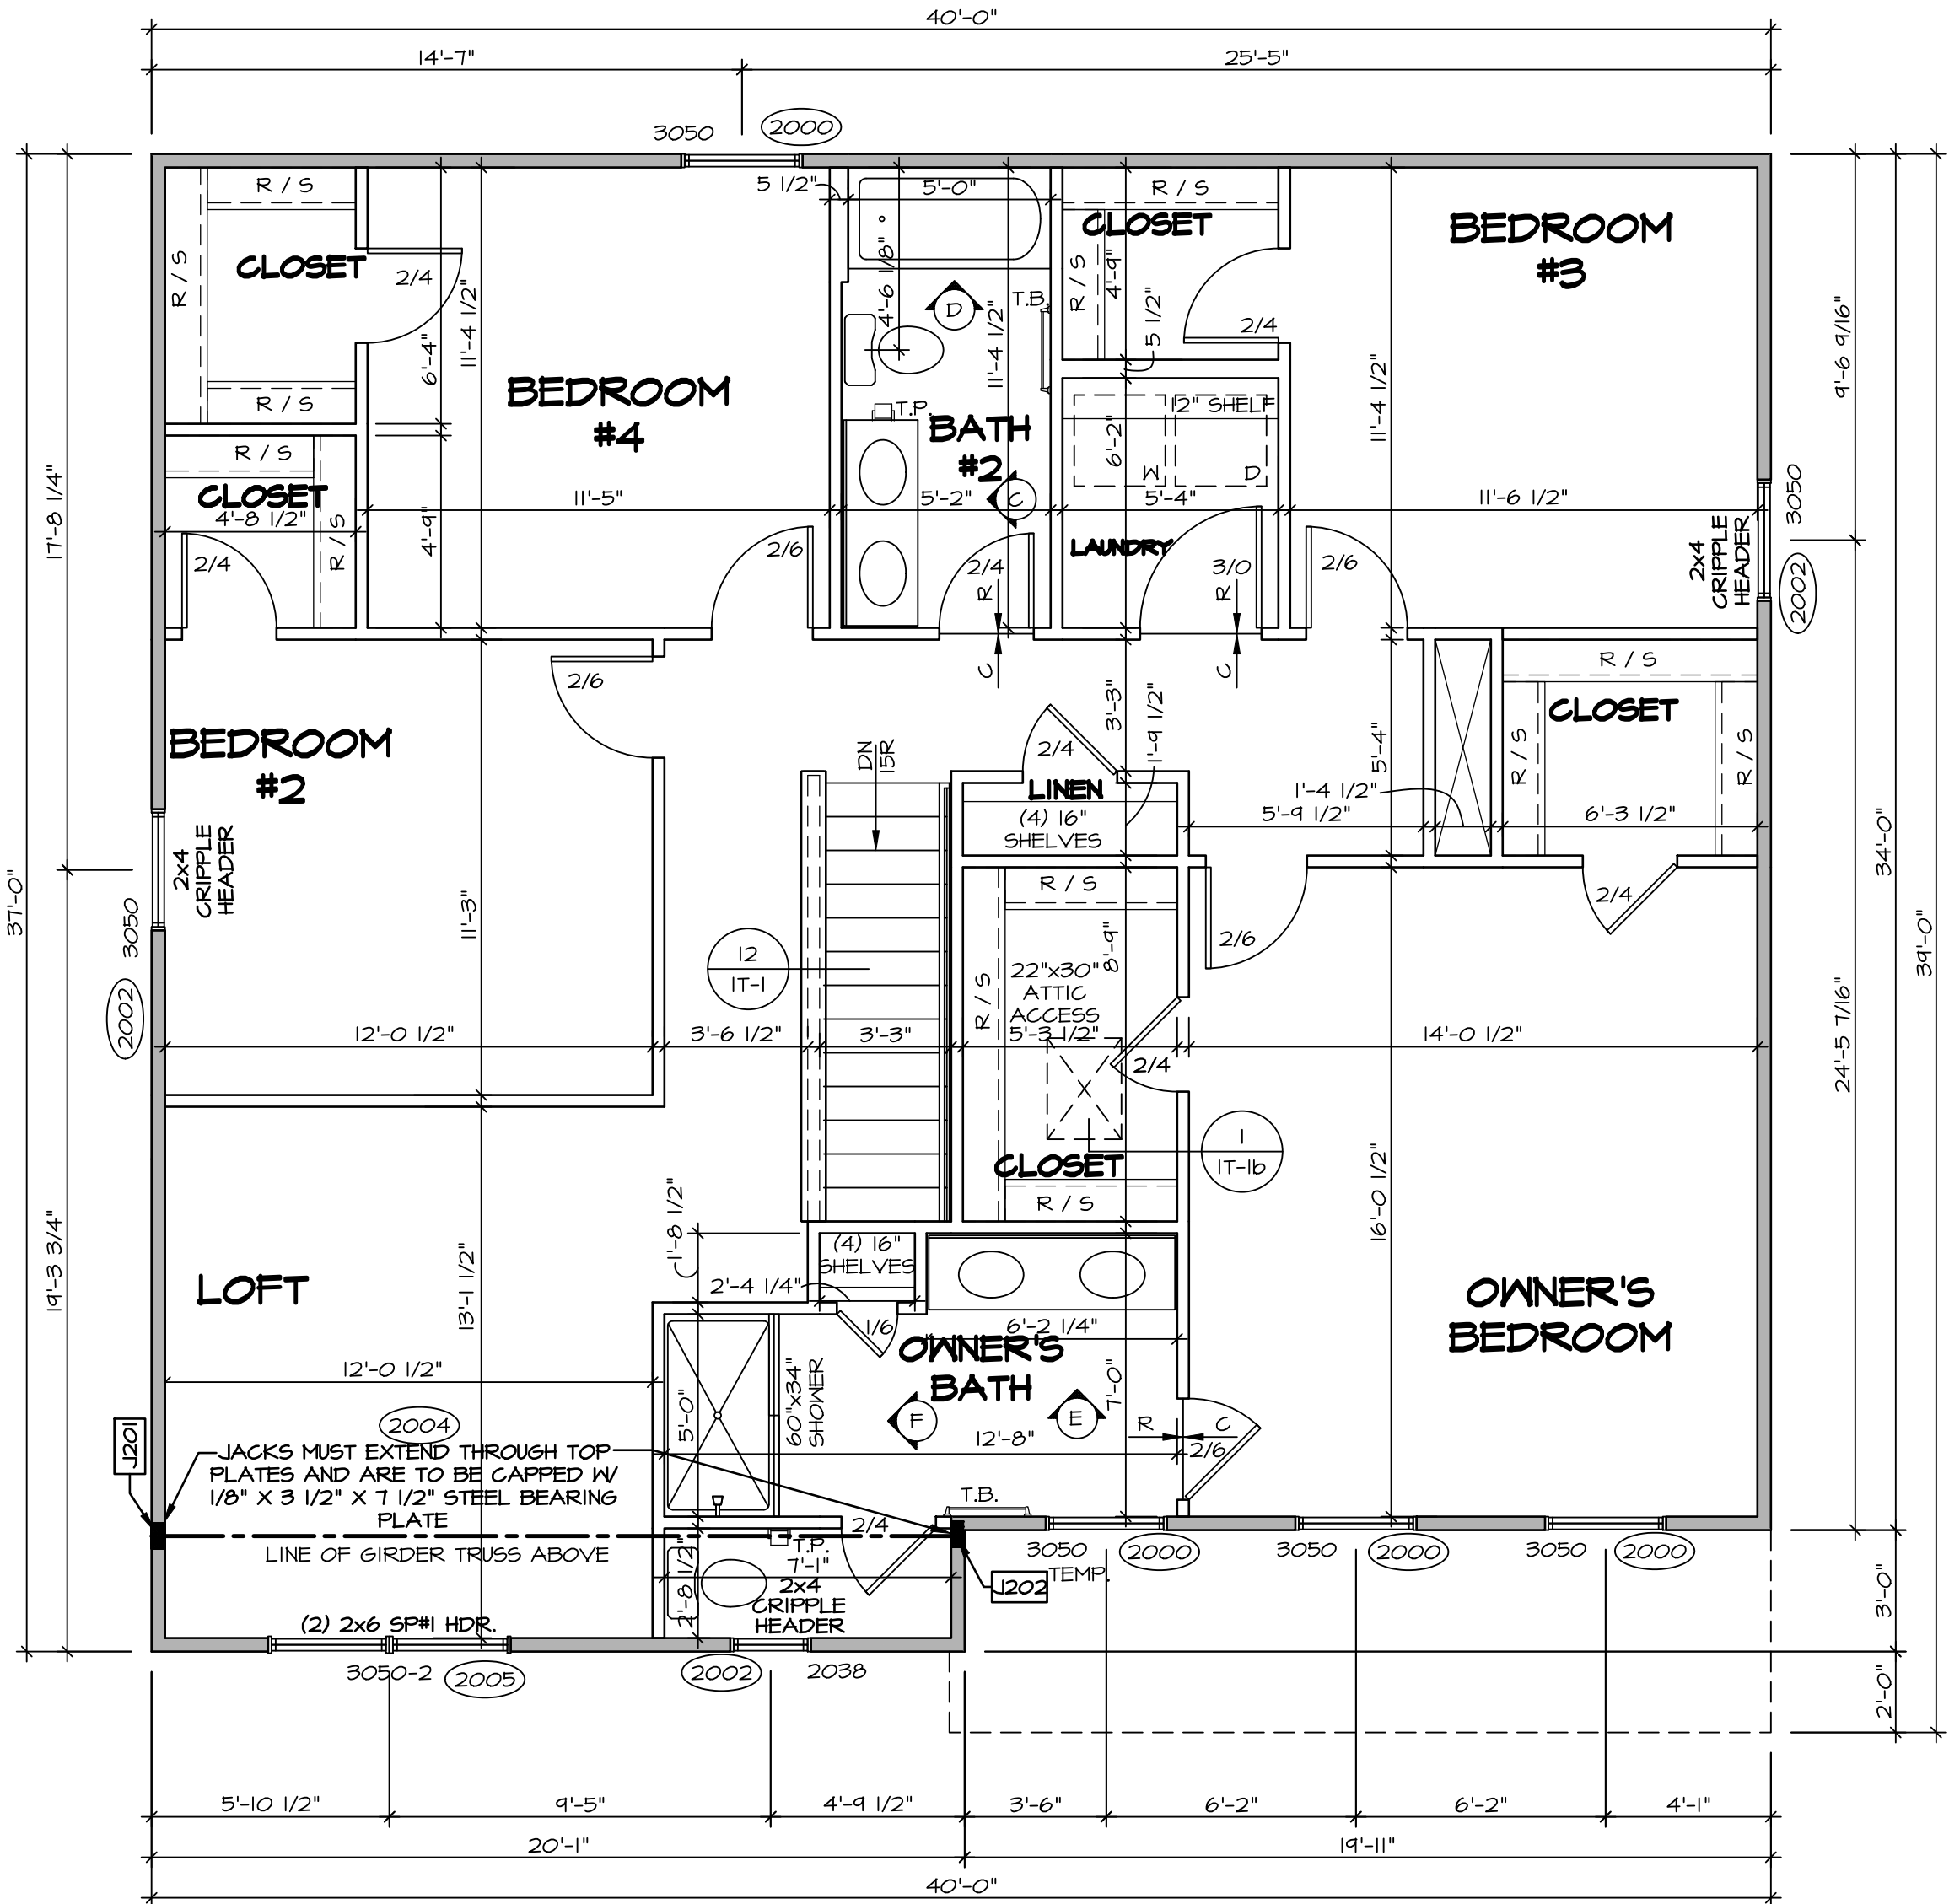 40'-0"
14'-7"
25'-5"
3050
2000
R / S
5 1/2"
5'-0"
R / S
CLOSET
BEDROOM
#3
CLOSET
R / S
2/4
11'-4 1/2"
6'-4"
4'-6 1/8"
D
T.B.
11'-4 1/2"
R / S
4'-9"
5 1/2"
2/4
11'-4 1/2"
9'-6 9/16"
R / S
BEDROOM
#4
T.P.
BATH
#2
12" SHELF
6'-2"
W
D
R / S
CLOSET
4'-8 1/2"
R / S
4'-9"
11'-5"
5'-2"
C
5'-4"
11'-6 1/2"
3050
2x4
CRIPPLE
HEADER
2002
17'-8 1/4"
2/4
2/6
2/4
R
C
LAUNDRY
3/0
R
C
2/6
2/6
R / S
CLOSET
R / S
R / S
BEDROOM
#2
DN
15R
3'-3"
1'-9 1/2"
2/4
LINEN
(4) 16"
SHELVES
5'-4"
1'-4 1/2"
5'-9 1/2"
6'-3 1/2"
34'-0"
39'-0"
37'-0"
2x4
CRIPPLE
HEADER
3050
2002
11'-3"
12
1T-1
R / S
2/6
2/4
8'-9"
R / S
22"x30"
ATTIC
ACCESS
12'-0 1/2"
3'-6 1/2"
3'-3"
5'-3 1/2"
14'-0 1/2"
24'-5 7/16"
2/4
1
1T-1b
CLOSET
R / S
16'-0 1/2"
19'-3 3/4"
1'-8 1/2"
(4) 16"
SHELVES
2'-4 1/4"
LOFT
13'-1 1/2"
1/6
6'-2 1/4"
OWNER'S
BATH
OWNER'S
BEDROOM
12'-0 1/2"
60"x34"
SHOWER
5'-0"
7'-0"
F
E
R
C
2/6
12'-8"
2004
J201
JACKS MUST EXTEND THROUGH TOP
PLATES AND ARE TO BE CAPPED W/
1/8" X 3 1/2" X 7 1/2" STEEL BEARING
PLATE
T.B.
LINE OF GIRDER TRUSS ABOVE
2/4
T.P.
7'-1"
2'-8 1/2"
2x4
CRIPPLE
HEADER
J202
3050
2000
TEMP.
3050
2000
3050
2000
3'-0"
(2) 2x6 SP#1 HDR.
3050-2
2005
2002
2038
2'-0"
5'-10 1/2"
9'-5"
4'-9 1/2"
3'-6"
6'-2"
6'-2"
4'-1"
20'-1"
19'-11"
40'-0"